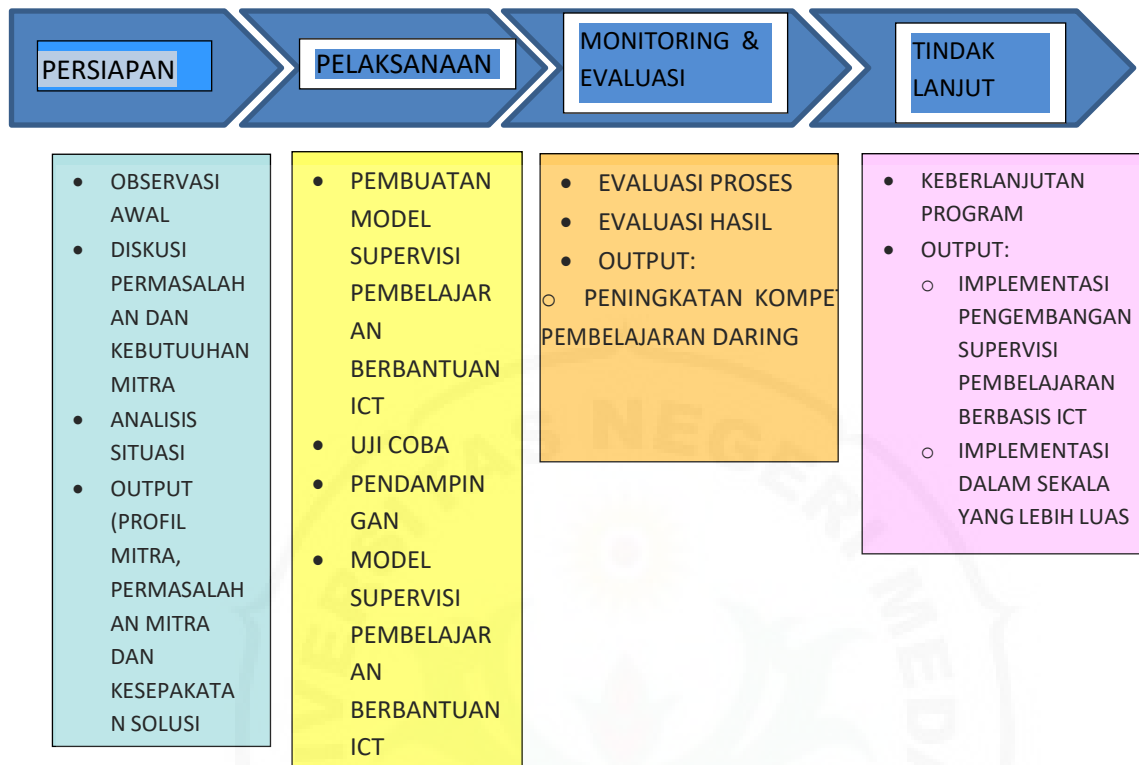 PERSIAPAN
PELAKSANAAN
MONITORING &
EVALUASI
TINDAK
LANJUT
• OBSERVASI
AWAL
• DISKUSI
PERMASALAH
AN DAN
KEBUTUUHAN
MITRA
• ANALISIS
SITUASI
• OUTPUT
(PROFIL
MITRA,
PERMASALAH
AN MITRA
DAN
KESEPAKATA
N SOLUSI
• PEMBUATAN
MODEL
SUPERVISI
PEMBELAJAR
AN
BERBANTUAN
ICT
• UJI COBA
• PENDAMPIN
GAN
• MODEL
SUPERVISI
PEMBELAJAR
AN
BERBANTUAN
ICT
• EVALUASI PROSES
• EVALUASI HASIL
• OUTPUT:
o PENINGKATAN KOMPE
PEMBELAJARAN DARING
• KEBERLANJUTAN
PROGRAM
• OUTPUT:
o IMPLEMENTASI
PENGEMBANGAN
SUPERVISI
PEMBELAJARAN
BERBASIS ICT
o IMPLEMENTASI
DALAM SEKALA
YANG LEBIH LUAS